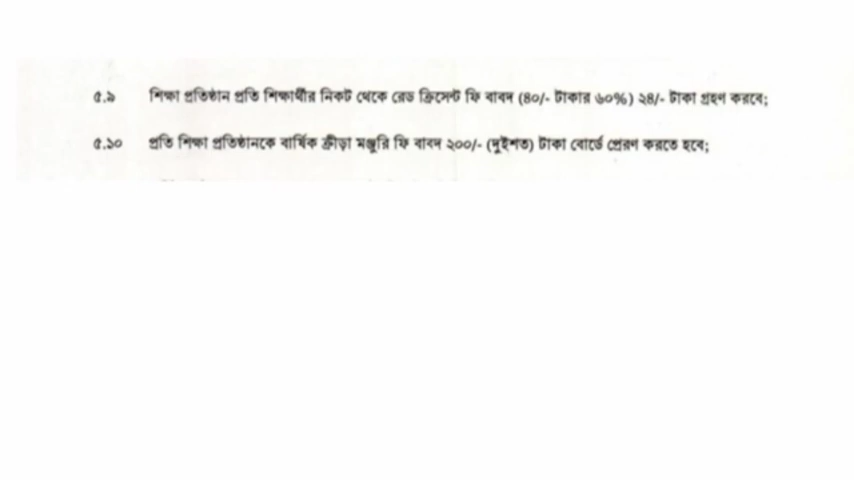 ৫.৯ শিক্ষা প্রতিষ্ঠান প্রতি শিক্ষার্থীর নিকট থেকে রেড ক্রিসেন্ট ফি বাবদ (৪০/- টাকার ৬০%) ২৪/- টাকা গ্রহণ করবে;
৫.১০ প্রতি শিক্ষা প্রতিষ্ঠানকে বার্ষিক ক্রীড়া মঞ্জুরি ফি বাবদ ২০০/- (দুইশত) টাকা বোর্ডে প্রেরণ করতে হবে;